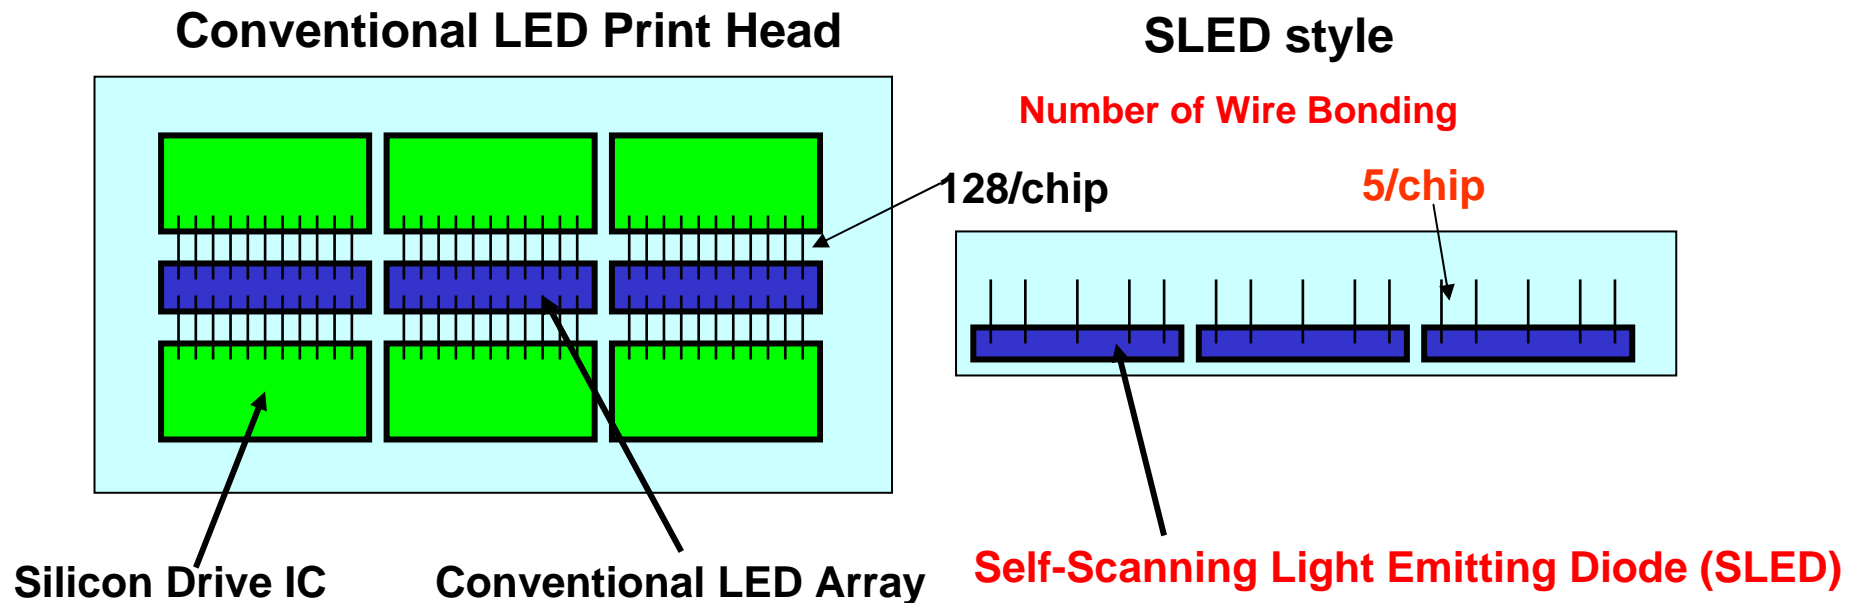 Conventional LED Print Head
SLED style
Number of Wire Bonding
128/chip
5/chip
Silicon Drive IC
Conventional LED Array
Self-Scanning Light Emitting Diode (SLED)